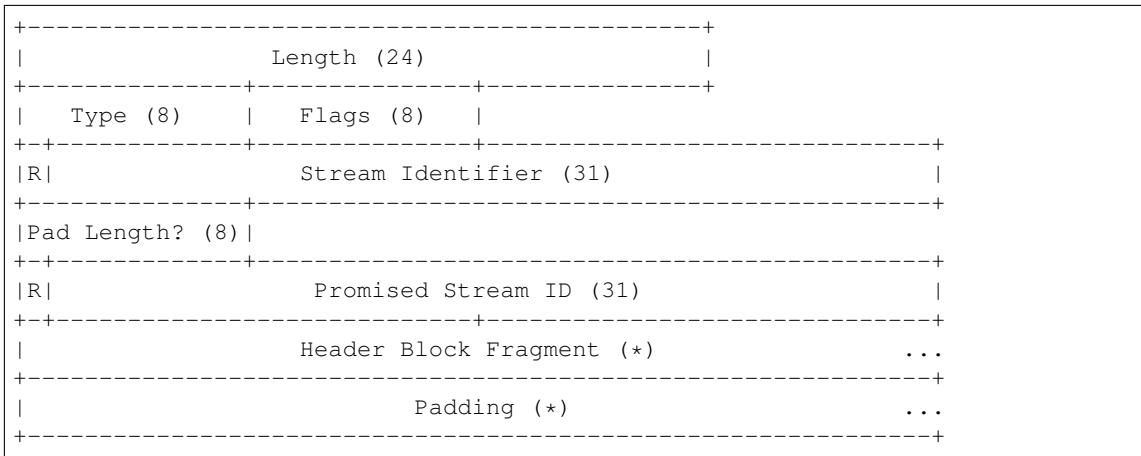 +-----------------------------------------------+
|                 Length (24)                   |
+---------------+---------------+---------------+
|   Type (8)    |   Flags (8)   |
+-+-------------+---------------+-------------------------------+
|R|                 Stream Identifier (31)                      |
+---------------+-----------------------------------------------+
|Pad Length? (8)|
+-+-------------+-----------------------------------------------+
|R|                  Promised Stream ID (31)                    |
+-+-----------------------------+-------------------------------+
|                   Header Block Fragment (*)                 ...
+---------------------------------------------------------------+
|                           Padding (*)                       ...
+---------------------------------------------------------------+